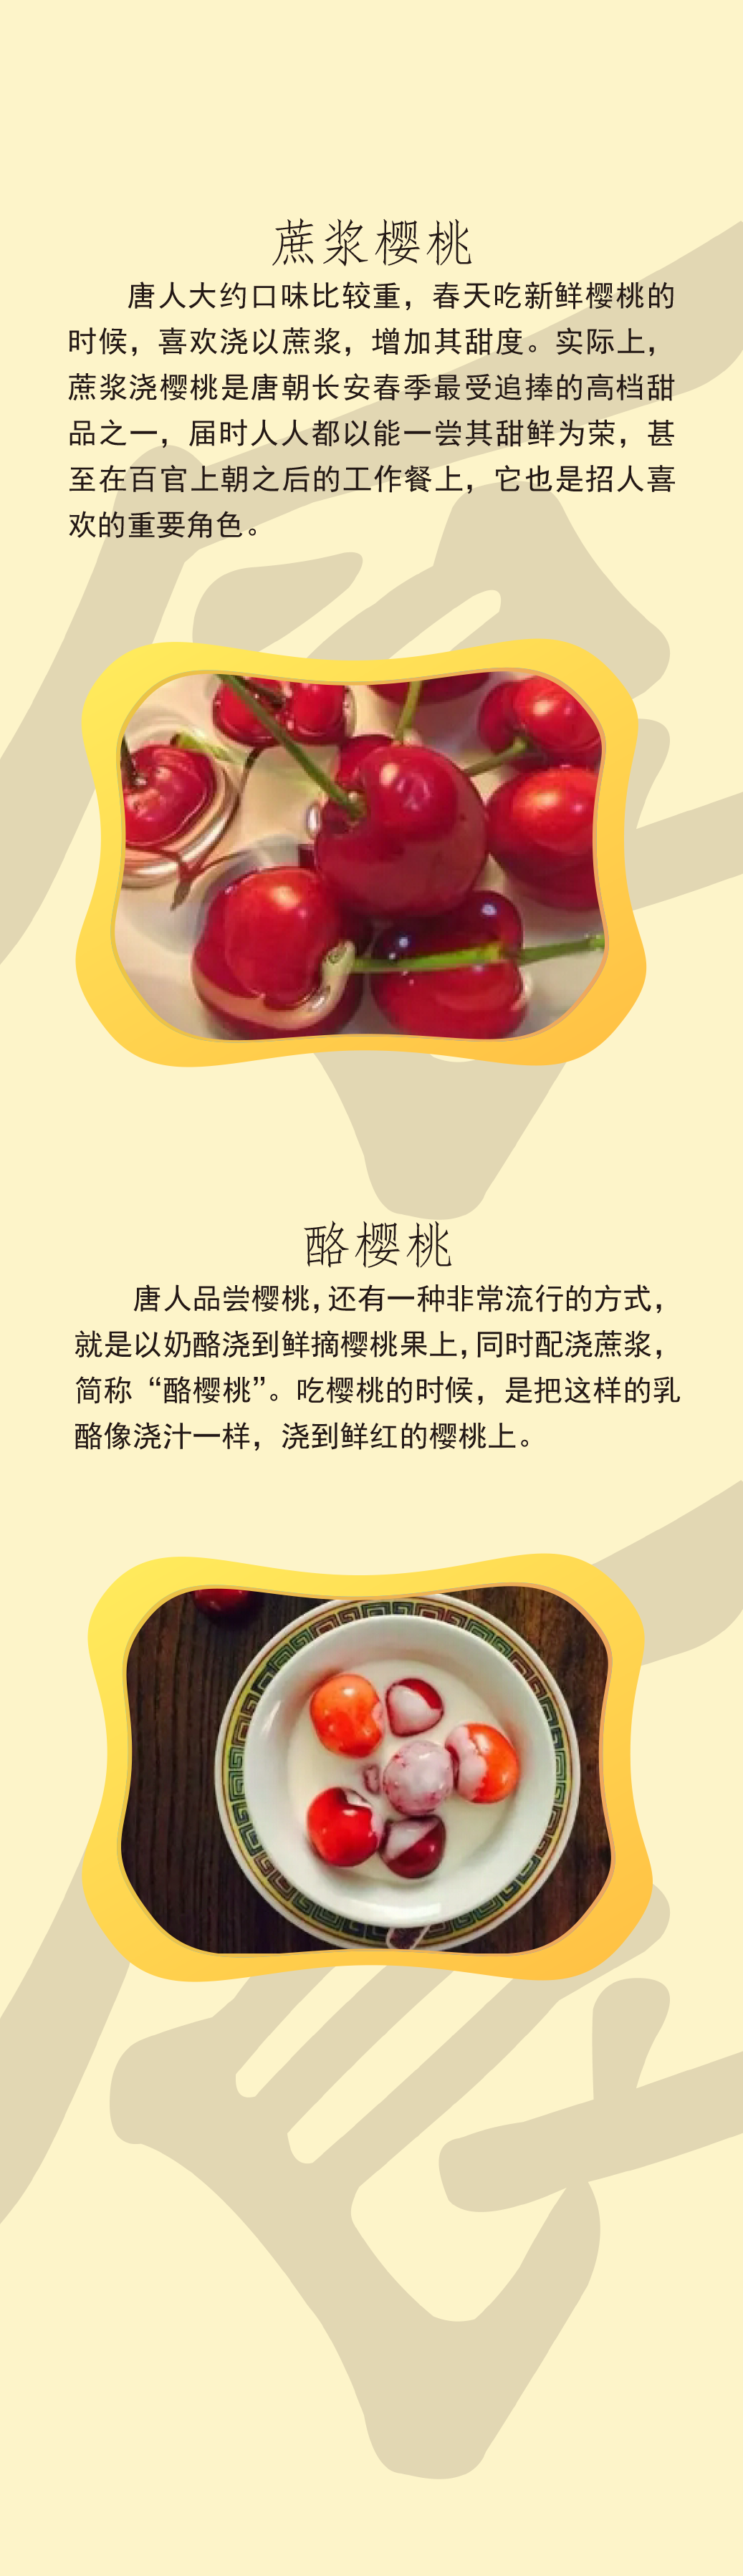 蔗浆樱桃
唐人大约口味比较重，春天吃新鲜樱桃的
时候，喜欢浇以蔗浆，增加其甜度。实际上，
蔗浆浇樱桃是唐朝长安春季最受追捧的高档甜
品之一，届时人人都以能一尝其甜鲜为荣，甚
至在百官上朝之后的工作餐上，它也是招人喜
欢的重要角色。
酪樱桃
唐人品尝樱桃，还有一种非常流行的方式，
就是以奶酪浇到鲜摘樱桃果上，同时配浇蔗浆，
简称“酪樱桃”。吃樱桃的时候，是把这样的乳
酪像浇汁一样，浇到鲜红的樱桃上。